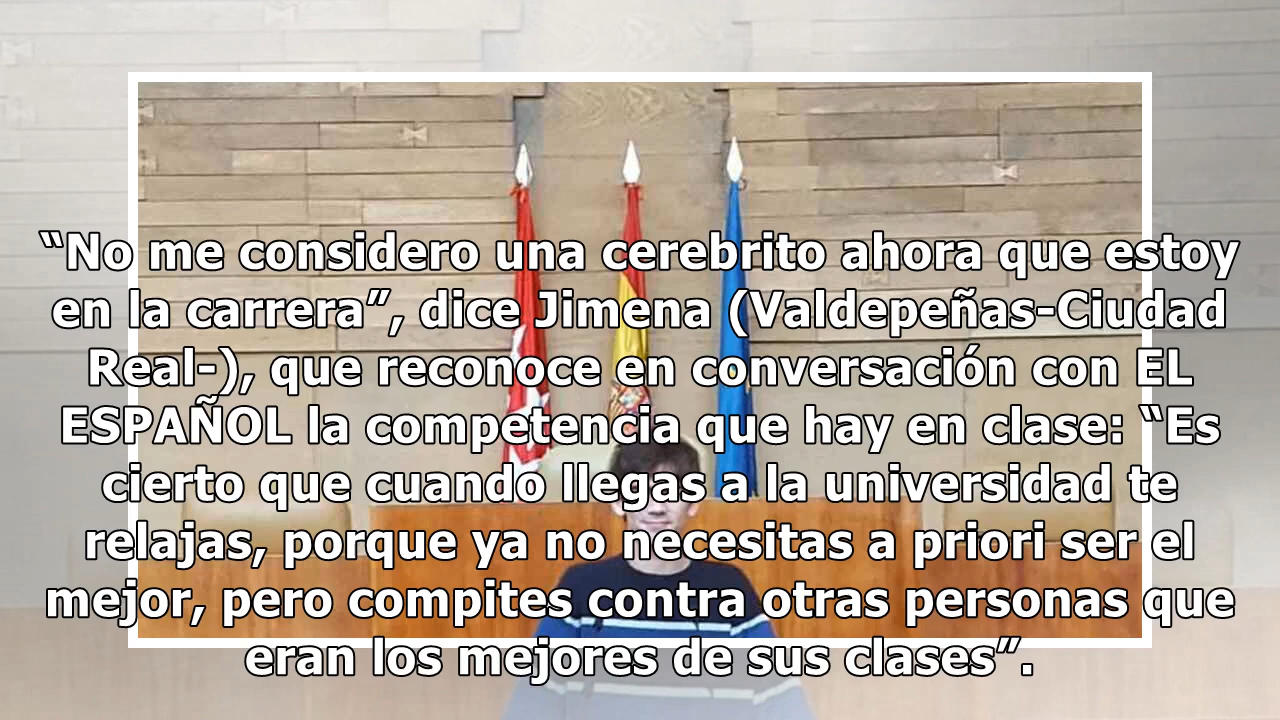 “No me considero una cerebrito ahora que estoy
en la carrera”, dice Jimena (Valdepeñas-Ciudad
Real-), que reconoce en conversación con EL
ESPAÑOL la competencia que hay en clase: “Es
cierto que cuando llegas a la universidad te
relajas, porque ya no necesitas a priori ser el
mejor, pero compites contra otras personas que
eran los mejores de sus clases”.